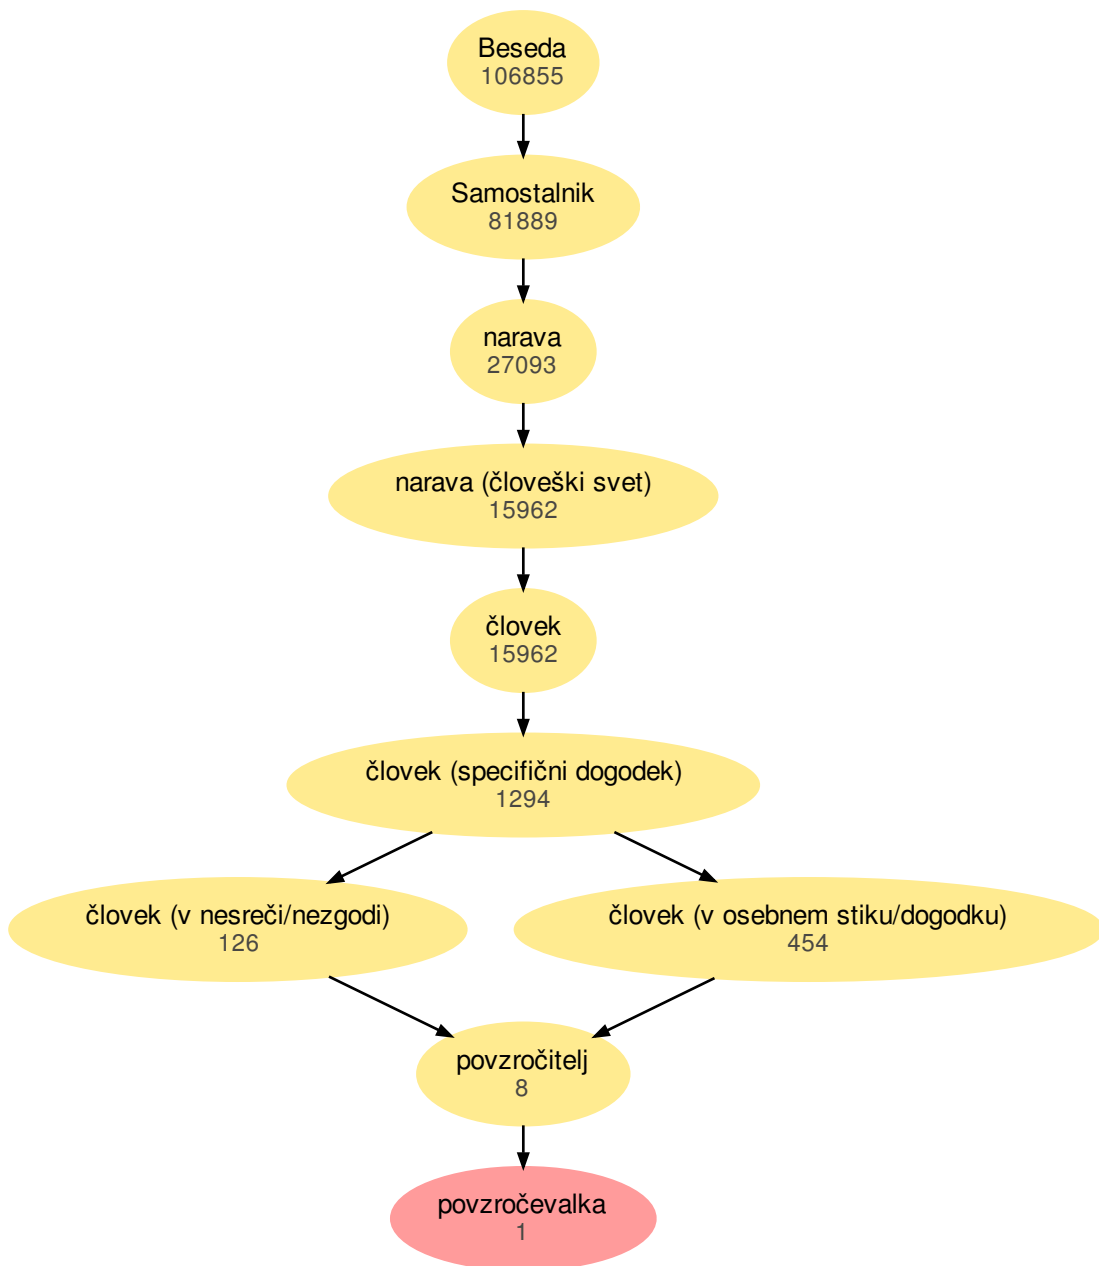 Beseda
106855
Samostalnik
81889
narava
27093
narava (človeški svet)
15962
človek
15962
človek (specifični dogodek)
1294
človek (v nesreči/nezgodi)
126
človek (v osebnem stiku/dogodku)
454
povzročitelj
8
povzročevalka
1